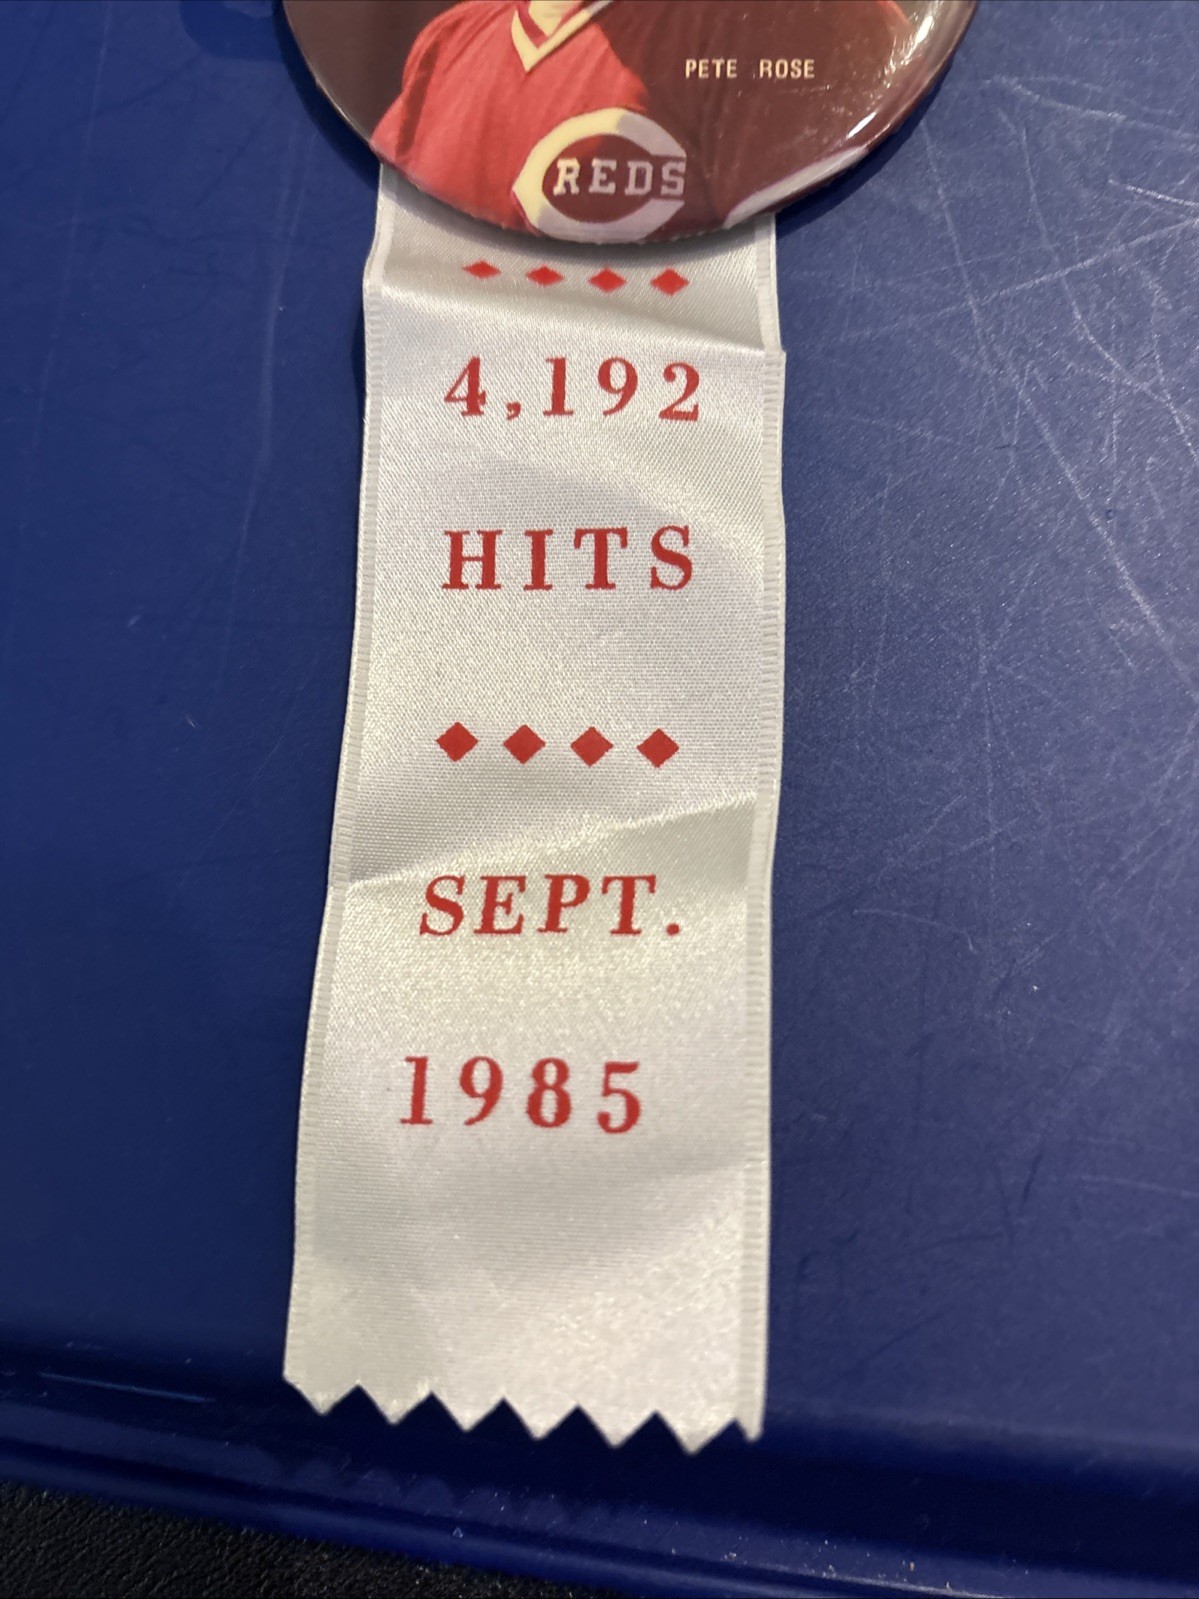 PETE ROSE
REDS
4,192
HITS
SEPT.
1985